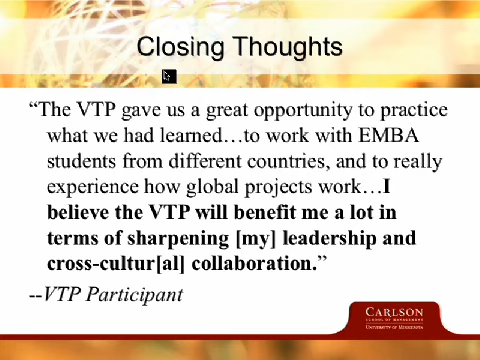 Closing Thoughts
“The VTP gave us a great opportunity to practice
what we had learned…to work with EMBA
students from different countries, and to really
experience how global projects work…I
believe the VTP will benefit me a lot in
terms of sharpening [my] leadership and
cross-cultur[al] collaboration.”
--VTP Participant
CARLSON
SCHOOL OF MANAGEMENT
UNIVERSITY OF MINNESOTA